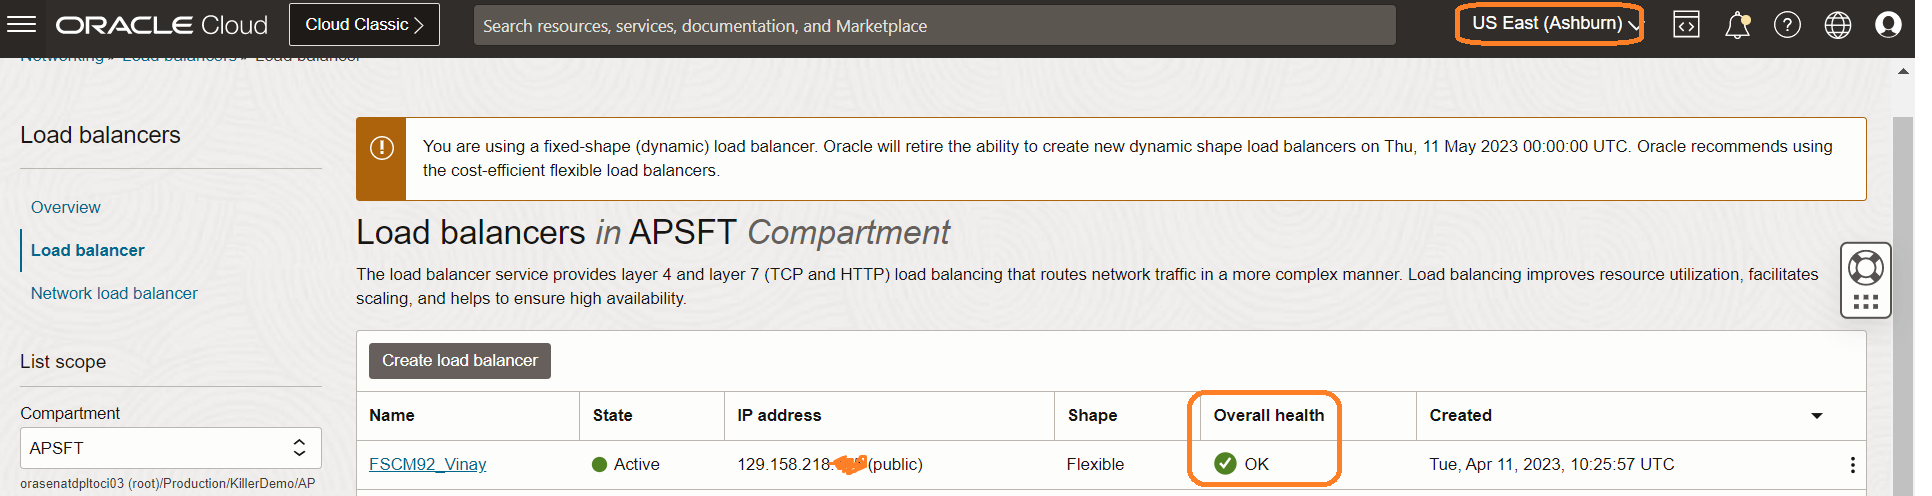 ORACLE Cloud
Cloud Classic >
Search resources, services, documentation, and Marketplace
US East (Ashburn)
Networking » Load balancers » Load balancer
Load balancers
Overview
Load balancer
Network load balancer
List scope
Compartment
APSFT
orasenatdpltoci03 (root)/Production/KillerDemo/AP
You are using a fixed-shape (dynamic) load balancer. Oracle will retire the ability to create new dynamic shape load balancers on Thu, 11 May 2023 00:00:00 UTC. Oracle recommends using
the cost-efficient flexible load balancers.
Load balancers in APSFT Compartment
The load balancer service provides layer 4 and layer 7 (TCP and HTTP) load balancing that routes network traffic in a more complex manner. Load balancing improves resource utilization, facilitates
scaling, and helps to ensure high availability.
Create load balancer
Name State IP address Shape Overall health Created
FSCM92_Vinay Active 129.158.218. (public) Flexible OK Tue, Apr 11, 2023, 10:25:57 UTC